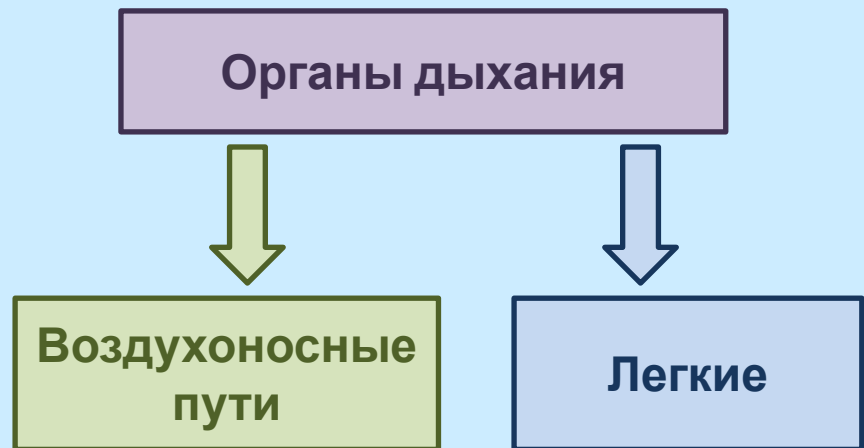 Органы дыхания
Воздухоносные
пути
Легкие